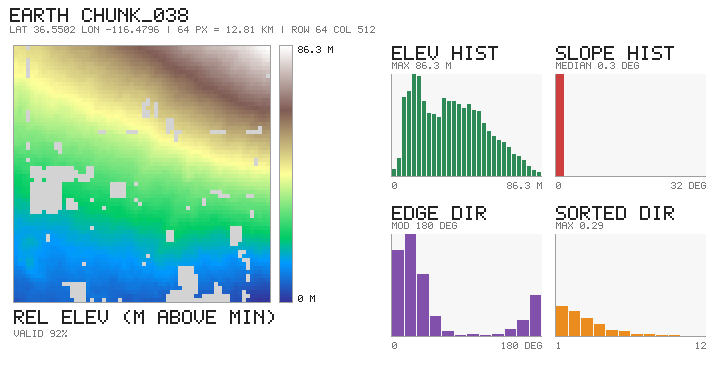 EARTH CHUNK_038
LAT 36.5502 LON -116.4796 | 64 PX = 12.81 KM | ROW 64 COL 512
86.3 M
0 M
REL ELEV (M ABOVE MIN)
VALID 92%
ELEV HIST
MAX 86.3 M
0 86.3 M
SLOPE HIST
MEDIAN 0.3 DEG
0 32 DEG
EDGE DIR
MOD 180 DEG
0 180 DEG
SORTED DIR
MAX 0.29
1 12